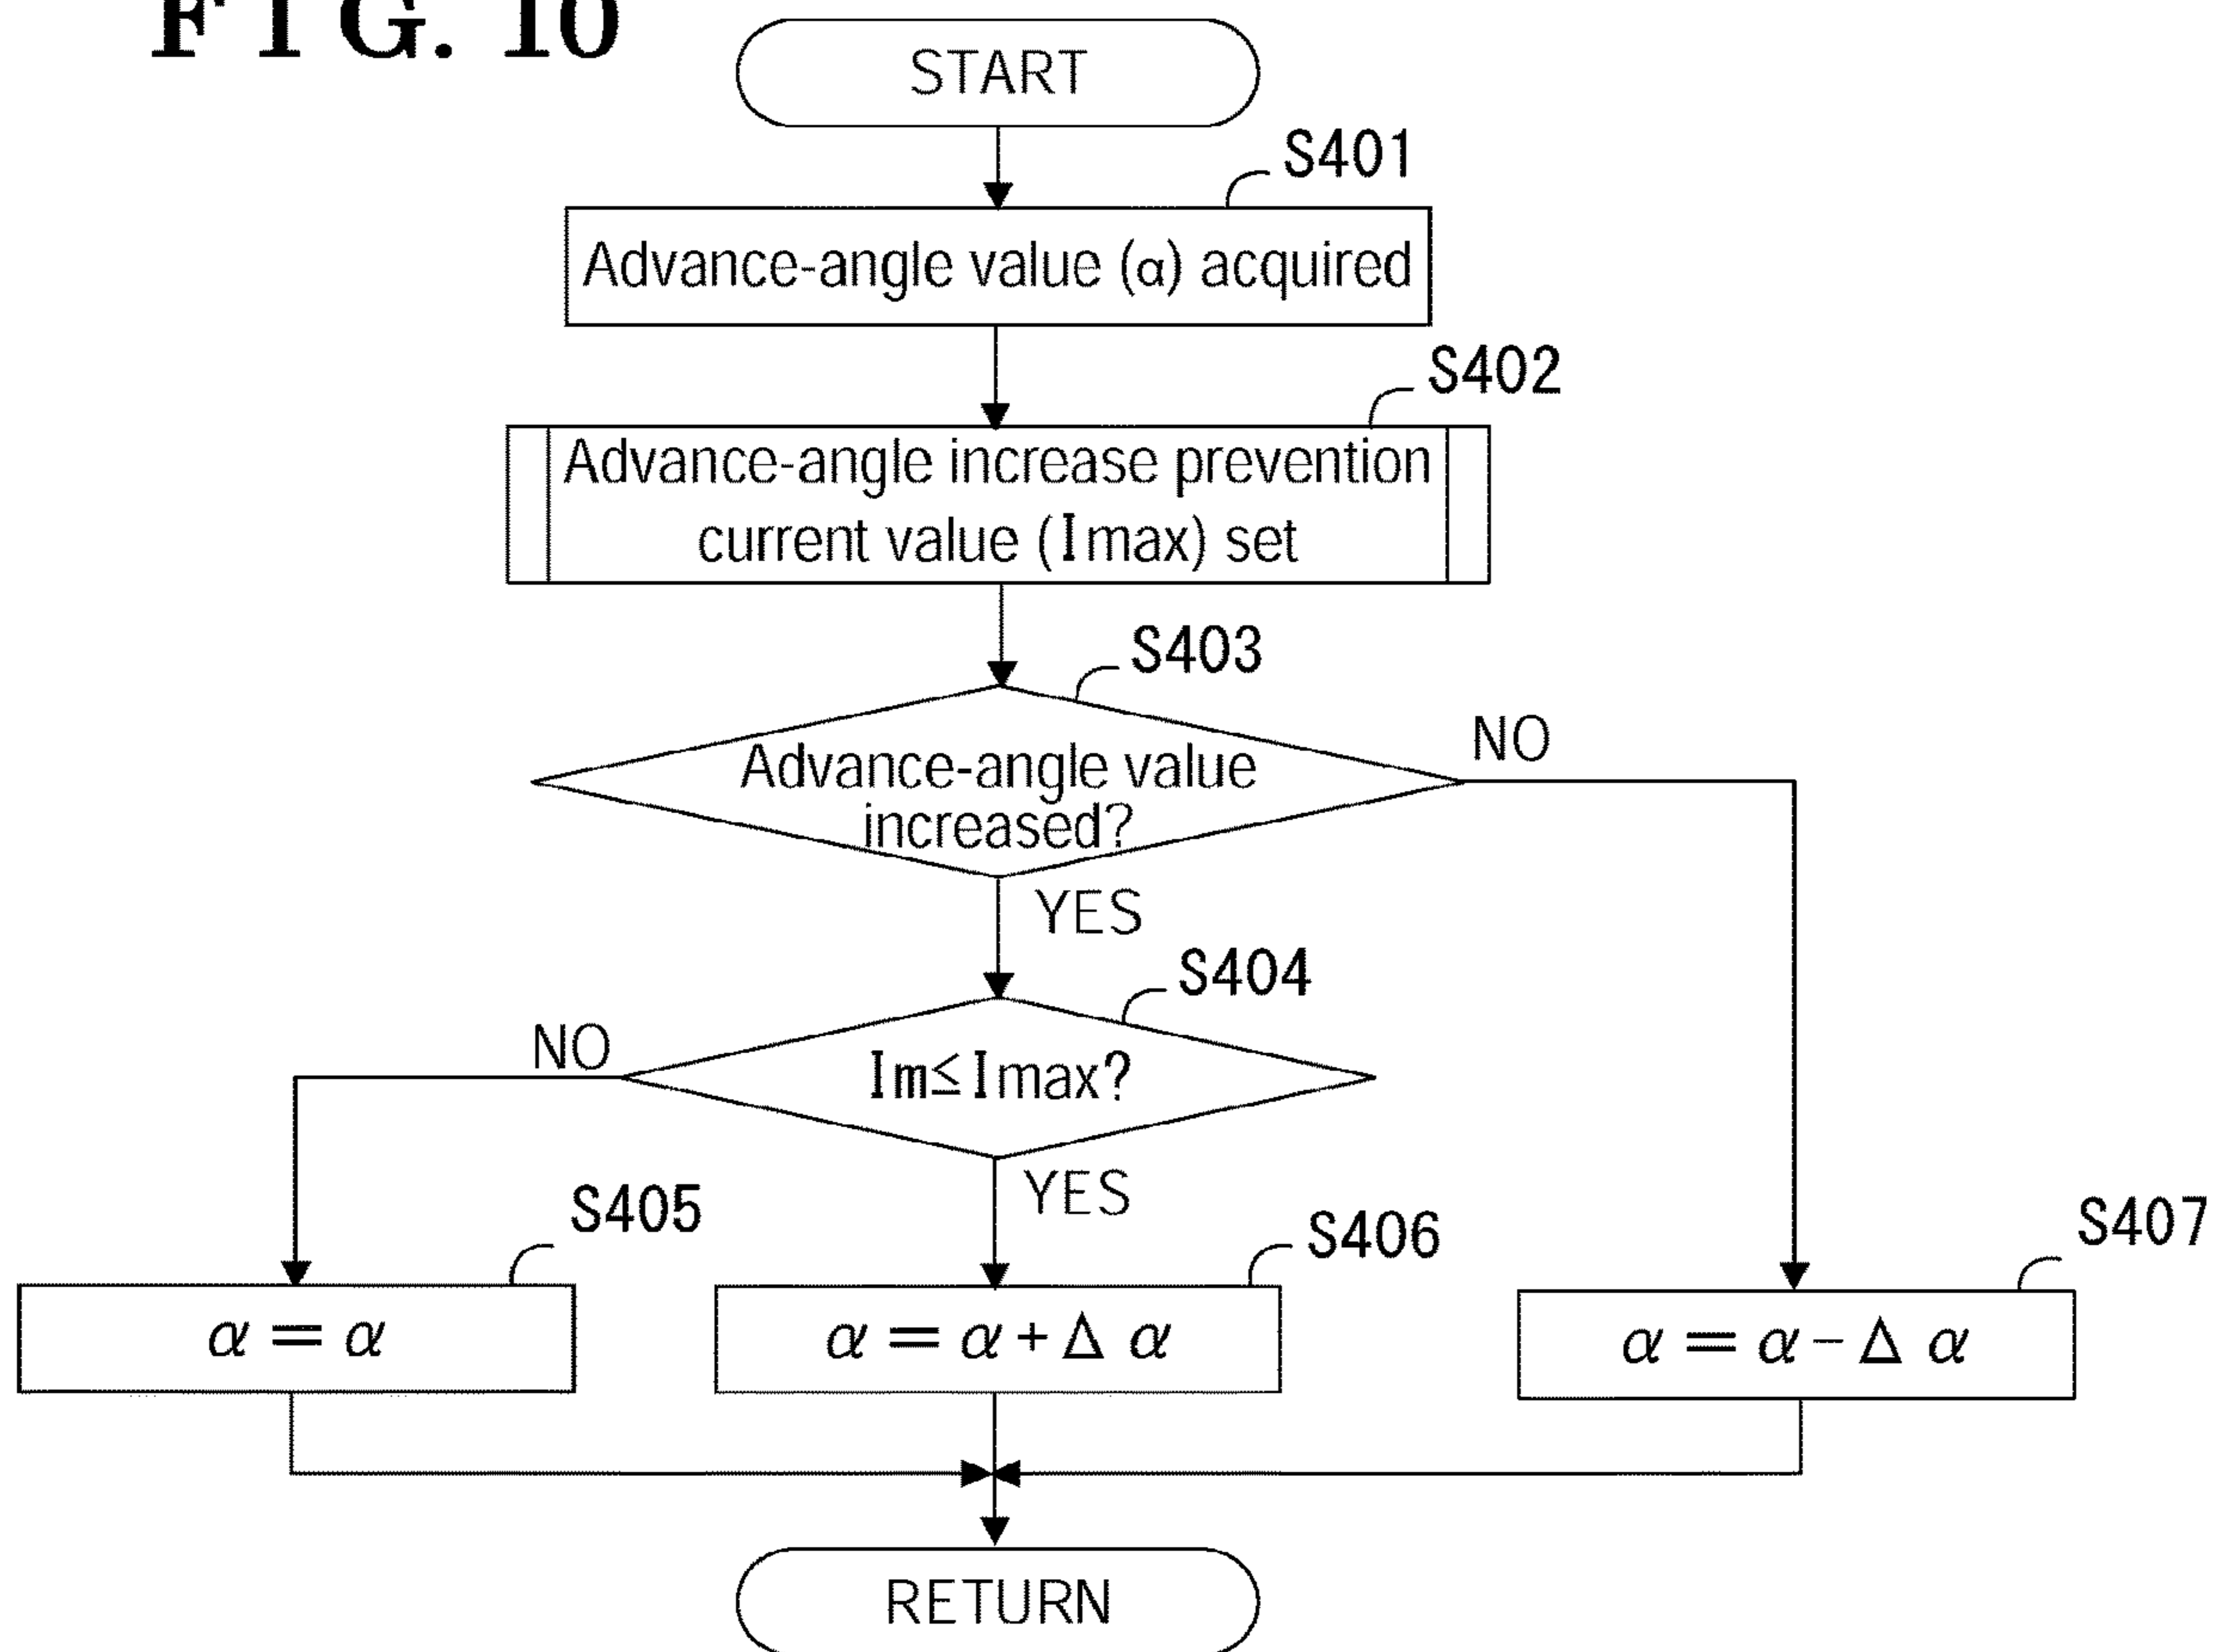 FIG. 10
START
S401
Advance-angle value (α) acquired
S402
Advance-angle increase prevention
current value (Imax) set
S403
Advance-angle value
increased?
NO
YES
S404
NO
Im≦Imax?
YES
S405
S406
S407
α = α
α = α + Δ α
α = α − Δ α
RETURN